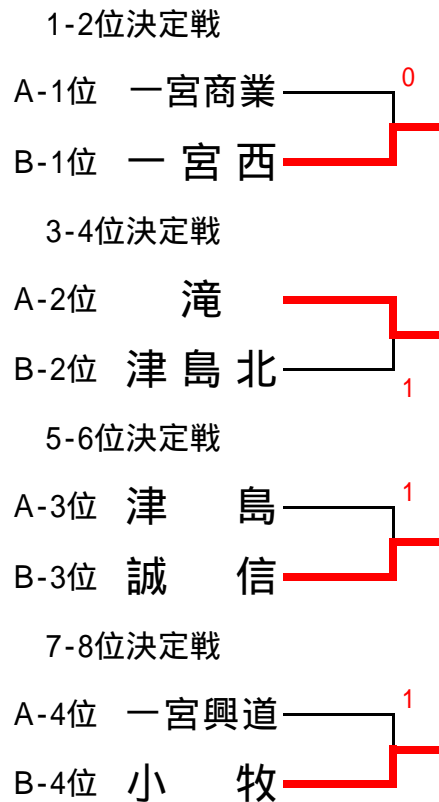 1-2位決定戦
A-1位 一宮商業
0
B-1位 一宮西
3-4位決定戦
A-2位 滝
B-2位 津島北
1
5-6位決定戦
A-3位 津島
1
B-3位 誠信
7-8位決定戦
A-4位 一宮興道
1
B-4位 小牧